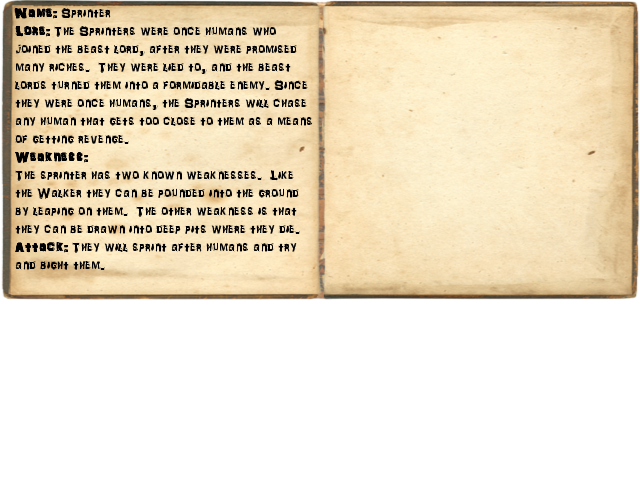 Name: Sprinter
Lore: The Sprinters were once humans who
joined the Beast Lord, after they were promised
many riches. They were lied to, and the Beast
Lords turned them into a formidable enemy. Since
they were once humans, the Sprinters will chase
any human that gets too close to them as a means
of getting revenge.
Weaknees:
The sprinter has two known weaknesses. Like
the Walker they can be pounded into the ground
by leaping on them. The other weakness is that
they can be drawn into deep pits where they die.
Attack: They will sprint after humans and try
and bight them.